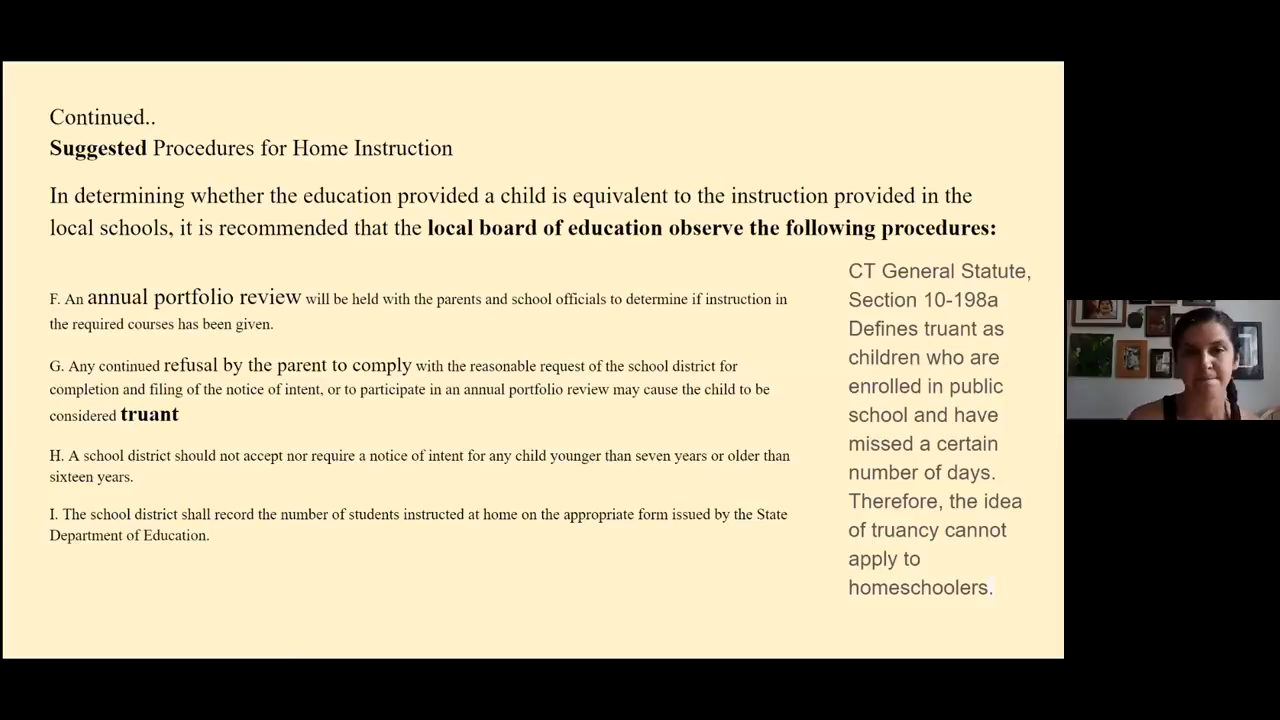 Continued..
Suggested Procedures for Home Instruction
In determining whether the education provided a child is equivalent to the instruction provided in the
local schools, it is recommended that the local board of education observe the following procedures:
F. An annual portfolio review will be held with the parents and school officials to determine if instruction in
the required courses has been given.
G. Any continued refusal by the parent to comply with the reasonable request of the school district for
completion and filing of the notice of intent, or to participate in an annual portfolio review may cause the child to be
considered truant
H. A school district should not accept nor require a notice of intent for any child younger than seven years or older than
sixteen years.
I. The school district shall record the number of students instructed at home on the appropriate form issued by the State
Department of Education.
CT General Statute,
Section 10-198a
Defines truant as
children who are
enrolled in public
school and have
missed a certain
number of days.
Therefore, the idea
of truancy cannot
apply to
homeschoolers.